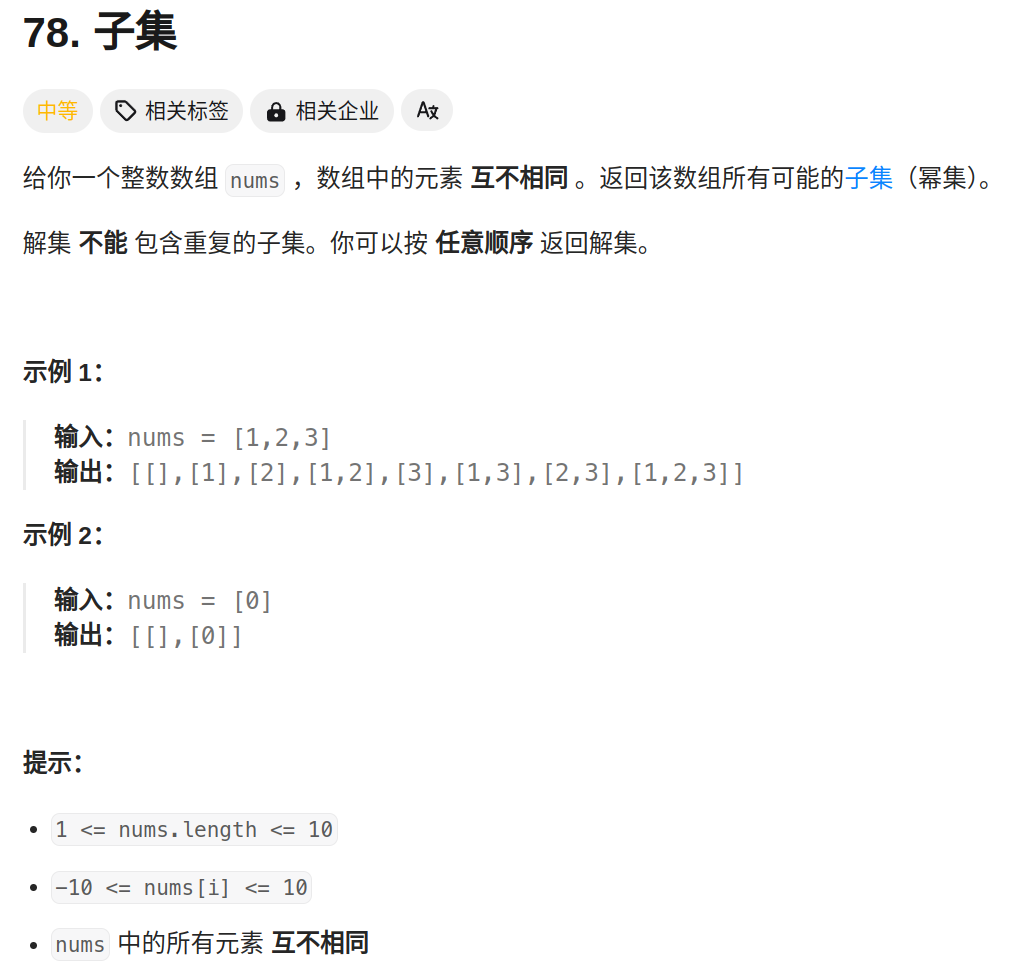 78. 子集
中等 相关标签 相关企业
给你一个整数数组 nums ，数组中的元素 互不相同 。返回该数组所有可能的子集（幂集）。
解集 不能 包含重复的子集。你可以按 任意顺序 返回解集。
示例 1：
输入：nums = [1,2,3]
输出：[[],[1],[2],[1,2],[3],[1,3],[2,3],[1,2,3]]
示例 2：
输入：nums = [0]
输出：[[],[0]]
提示：
1 <= nums.length <= 10
-10 <= nums[i] <= 10
nums 中的所有元素 互不相同